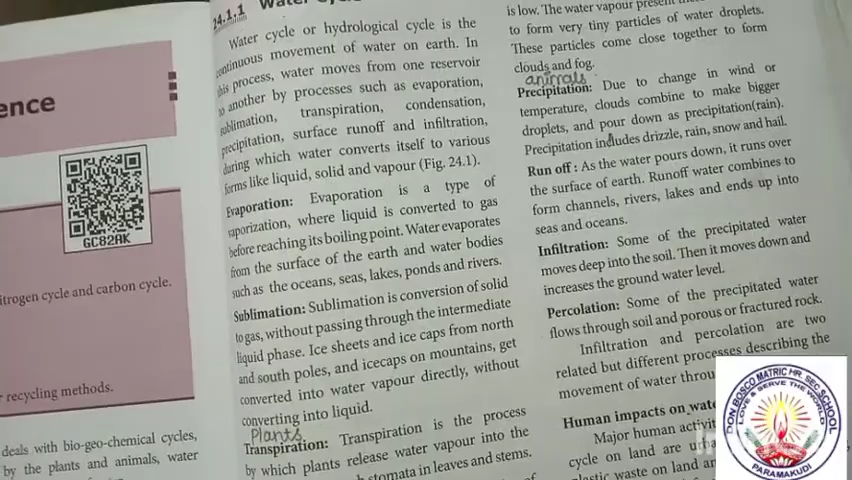 ence
GC82AK
itrogen cycle and carbon cycle.
recycling methods.
deals with bio-geo-chemical cycles,
by the plants and animals, water
24.1.1
Water cycle or hydrological cycle is the
continuous movement of water on earth. In
this process, water moves from one reservoir
to another by processes such as evaporation,
sublimation, transpiration, condensation,
precipitation, surface runoff and infiltration,
during which water converts itself to various
forms like liquid, solid and vapour (Fig. 24.1).
Evaporation: Evaporation is a type of
vaporization, where liquid is converted to gas
before reaching its boiling point. Water evaporates
from the surface of the earth and water bodies
such as the oceans, seas, lakes, ponds and rivers.
Sublimation: Sublimation is conversion of solid
to gas, without passing through the intermediate
liquid phase. Ice sheets and ice caps from north
and south poles, and icecaps on mountains, get
converted into water vapour directly, without
converting into liquid.
Plants
Transpiration: Transpiration is the process
by which plants release water vapour into the
stomata in leaves and stems.
is low. The water vapour present
to form very tiny particles of water droplets.
These particles come close together to form
clouds and fog.
animals
Precipitation: Due to change in wind or
temperature, clouds combine to make bigger
droplets, and pour down as precipitation(rain).
Precipitation includes drizzle, rain, snow and hail.
Run off : As the water pours down, it runs over
the surface of earth. Runoff water combines to
form channels, rivers, lakes and ends up into
seas and oceans.
Infiltration: Some of the precipitated water
moves deep into the soil. Then it moves down and
increases the ground water level.
Percolation: Some of the precipitated water
flows through soil and porous or fractured rock.
Infiltration and percolation are two
related but different processes describing the
movement of water throu
Human impacts on wate
Major human activit
cycle on land are urba
plastic waste on land an
DON BOSCO MATRIC HR. SEC. SCHOOL
LOVE & SERVE THE WORLD
PARAMAKUDI